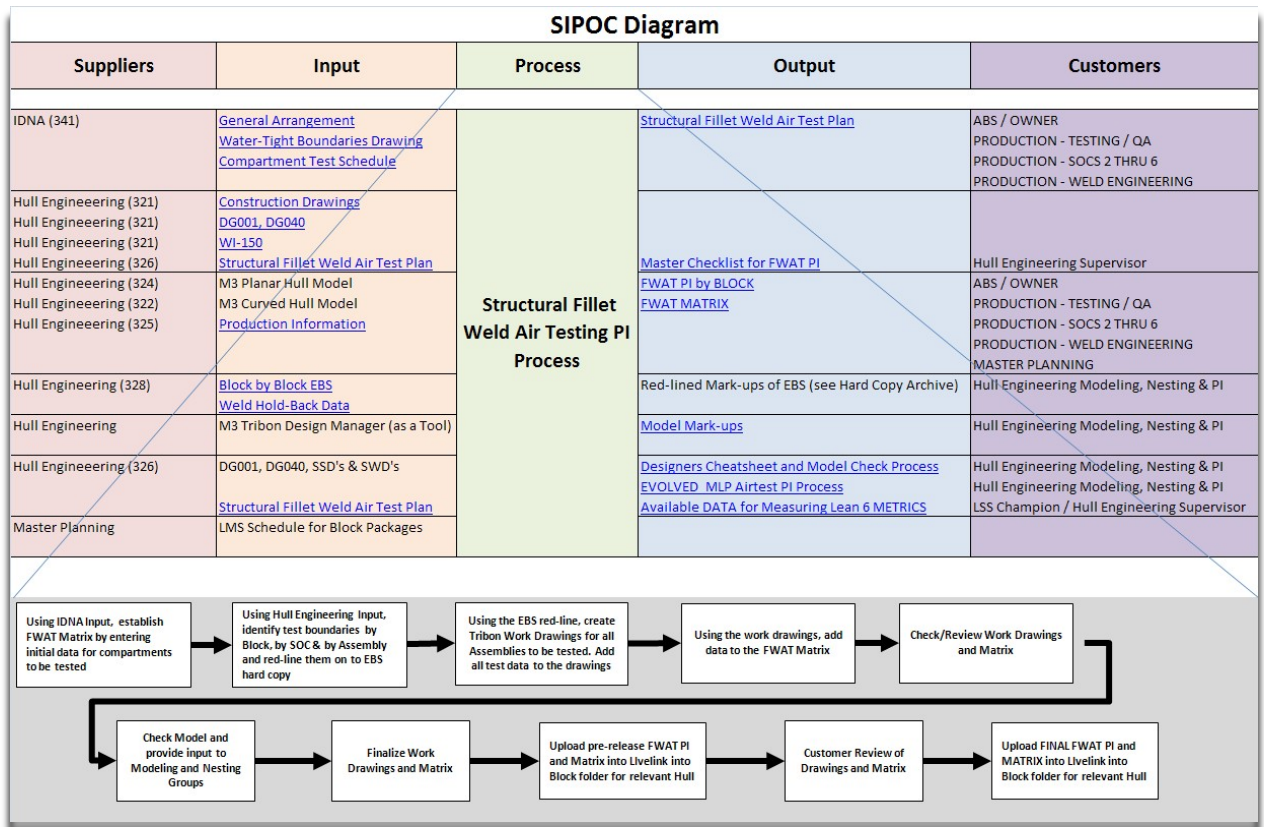 SIPOC Diagram
Suppliers
Input
Process
Output
Customers
IDNA (341)
General Arrangement
Water-Tight Boundaries Drawing
Compartment Test Schedule
Structural Fillet Weld Air Test Plan
ABS / OWNER
PRODUCTION - TESTING / QA
PRODUCTION - SOCS 2 THRU 6
PRODUCTION - WELD ENGINEERING
Hull Engineeering (321)
Hull Engineeering (321)
Hull Engineeering (321)
Hull Engineeering (326)
Construction Drawings
DG001, DG040
WI-150
Structural Fillet Weld Air Test Plan
Master Checklist for FWAT PI
Hull Engineering Supervisor
Hull Engineeering (324)
Hull Engineeering (322)
Hull Engineeering (325)
M3 Planar Hull Model
M3 Curved Hull Model
Production Information
Structural Fillet
Weld Air Testing PI
Process
FWAT PI by BLOCK
FWAT MATRIX
ABS / OWNER
PRODUCTION - TESTING / QA
PRODUCTION - SOCS 2 THRU 6
PRODUCTION - WELD ENGINEERING
MASTER PLANNING
Hull Engineering (328)
Block by Block EBS
Weld Hold-Back Data
Red-lined Mark-ups of EBS (see Hard Copy Archive)
Hull Engineering Modeling, Nesting & PI
Hull Engineering
M3 Tribon Design Manager (as a Tool)
Model Mark-ups
Hull Engineering Modeling, Nesting & PI
Hull Engineeering (326)
DG001, DG040, SSD's & SWD's
Structural Fillet Weld Air Test Plan
Designers Cheatsheet and Model Check Process
EVOLVED MLP Airtest PI Process
Available DATA for Measuring Lean 6 METRICS
Hull Engineering Modeling, Nesting & PI
Hull Engineering Modeling, Nesting & PI
LSS Champion / Hull Engineering Supervisor
Master Planning
LMS Schedule for Block Packages
Using IDNA Input, establish
FWAT Matrix by entering
initial data for compartments
to be tested
Using Hull Engineering Input,
identify test boundaries by
Block, by SOC & by Assembly
and red-line them on to EBS
hard copy
Using the EBS red-line, create
Tribon Work Drawings for all
Assemblies to be tested. Add
all test data to the drawings
Using the work drawings, add
data to the FWAT Matrix
Check/Review Work Drawings
and Matrix
Check Model and
provide input to
Modeling and Nesting
Groups
Finalize Work
Drawings and Matrix
Upload pre-release FWAT PI
and Matrix into Livelink into
Block folder for relevant Hull
Customer Review of
Drawings and Matrix
Upload FINAL FWAT PI and
MATRIX into Livelink into
Block folder for relevant Hull